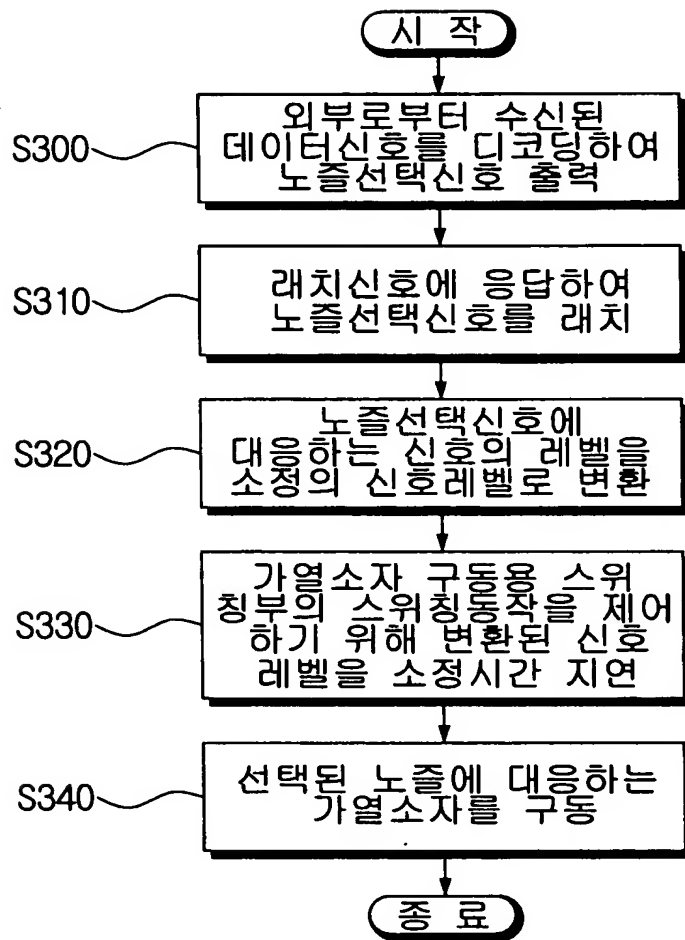 시 작
S300
외부로부터 수신된
데이터신호를 디코딩하여
노즐선택신호 출력
S310
래치신호에 응답하여
노즐선택신호를 래치
S320
노즐선택신호에
대응하는 신호의 레벨을
소정의 신호레벨로 변환
S330
가열소자 구동용 스위
칭부의 스위칭동작을 제어
하기 위해 변환된 신호
레벨을 소정시간 지연
S340
선택된 노즐에 대응하는
가열소자를 구동
종 료